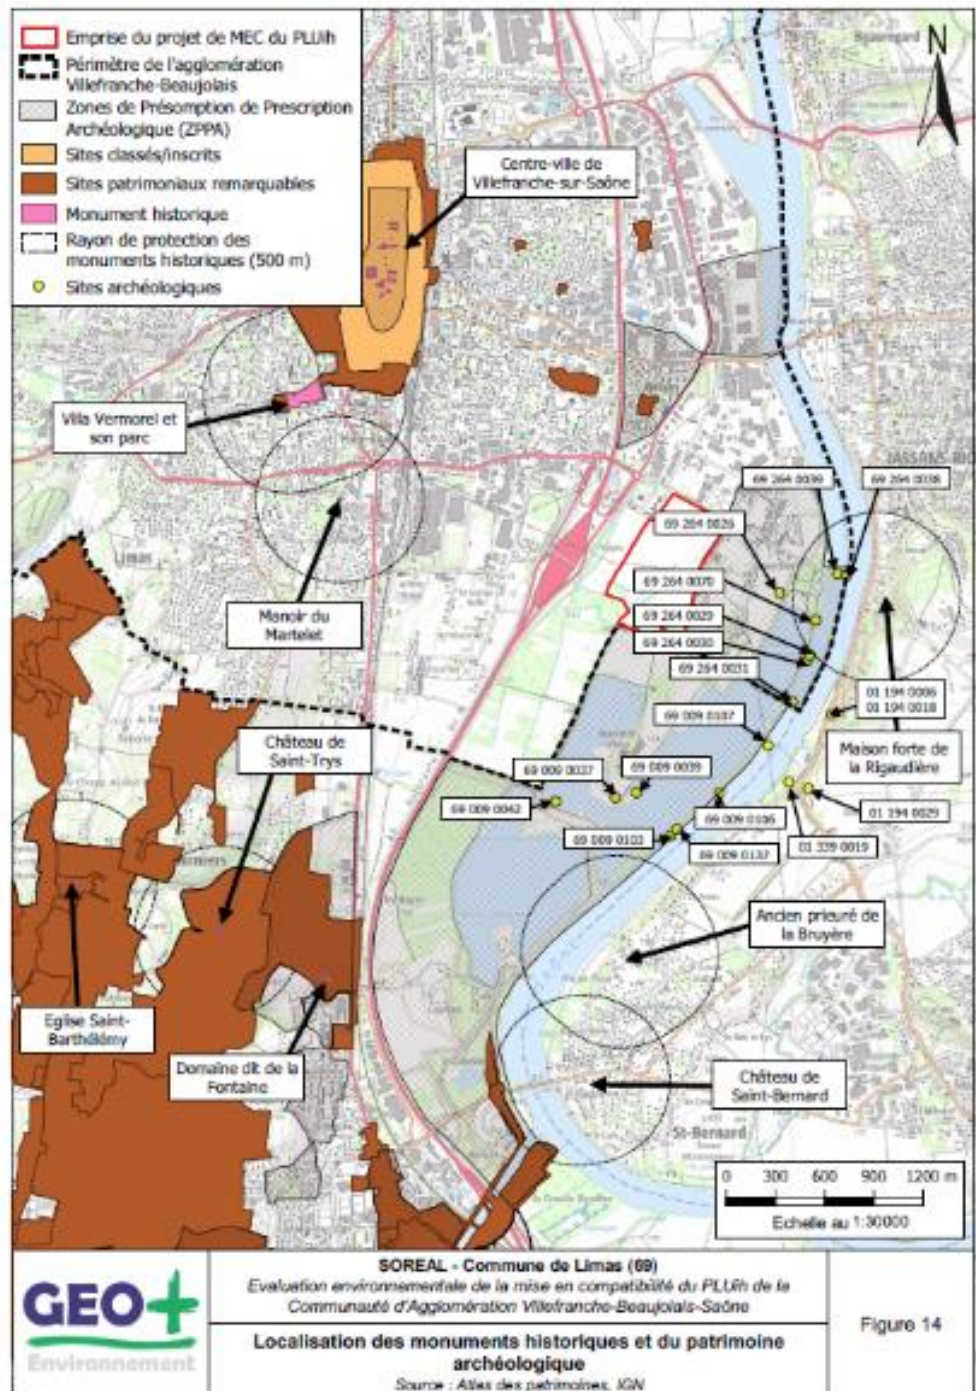 Emprise du projet de MEC du PLUih
Périmètre de l'agglomération
Villefranche-Beaujolais
Zones de Présomption de Prescription
Archéologique (ZPPA)
Sites classés/inscrits
Sites patrimoniaux remarquables
Monument historique
Rayon de protection des
monuments historiques (500 m)
Sites archéologiques
N
Centre-ville de
Villefranche-sur-Saône
Villa Vermorel et
son parc
Limas
Manoir du
Martelet
69 264 0039
69 264 0038
69 264 0026
69 264 0070
69 264 0029
69 264 0030
69 264 0031
69 009 0107
01 194 0006
01 194 0018
Maison forte de
la Rigaudière
Château de
Saint-Trys
69 009 0037
69 009 0039
69 009 0042
69 009 0106
01 194 0029
69 009 0103
69 009 0137
01 339 0019
Ancien prieuré de
la Bruyère
Eglise Saint-
Barthélémy
Domaine dit de la
Fontaine
Château de
Saint-Bernard
St-Bernard
0 300 600 900 1200 m
Echelle au 1:30000
GEO+
Environnement
SOREAL - Commune de Limas (69)
Evaluation environnementale de la mise en compatibilité du PLUih de la
Communauté d'Agglomération Villefranche-Beaujolais-Saône
Figure 14
Localisation des monuments historiques et du patrimoine
archéologique
Source : Atlas des patrimoines, IGN